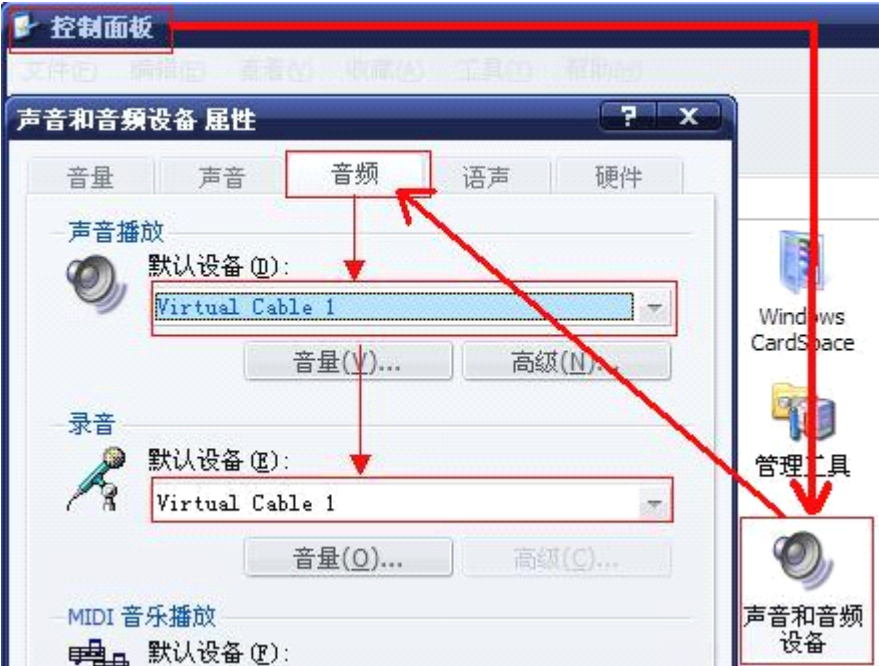 控制面板
文件(F) 编辑(E) 查看(V) 收藏(A) 工具(T) 帮助(H)
声音和音频设备 属性
音量 声音 音频 语声 硬件
声音播放
默认设备(D):
Virtual Cable 1
音量(V)... 高级(N)...
录音
默认设备(E):
Virtual Cable 1
音量(O)... 高级(C)...
MIDI 音乐播放
默认设备(F):
Windows
CardSpace
管理工具
声音和音频
设备